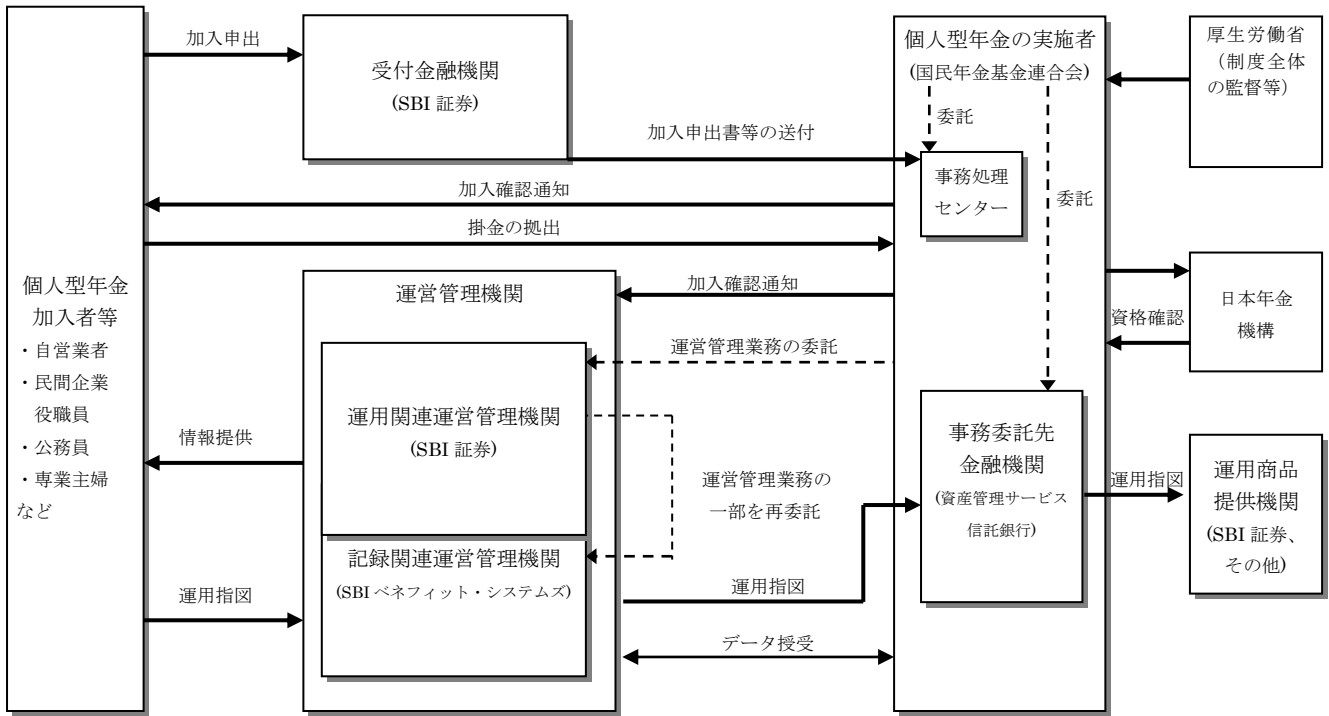 加入申出
受付金融機関
(SBI 証券)
個人型年金の実施者
(国民年金基金連合会)
厚生労働省
(制度全体
の監督等)
委託
加入申出書等の送付
事務処理
センター
委託
加入確認通知
掛金の拠出
個人型年金
加入者等
・自営業者
・民間企業
役職員
・公務員
・専業主婦
など
運営管理機関
加入確認通知
日本年金
機構
資格確認
運営管理業務の委託
運用関連運営管理機関
(SBI 証券)
情報提供
運営管理業務の
一部を再委託
事務委託先
金融機関
(資産管理サービス
信託銀行)
運用指図
運用商品
提供機関
(SBI 証券、
その他)
記録関連運営管理機関
(SBI ベネフィット・システムズ)
運用指図
運用指図
データ授受